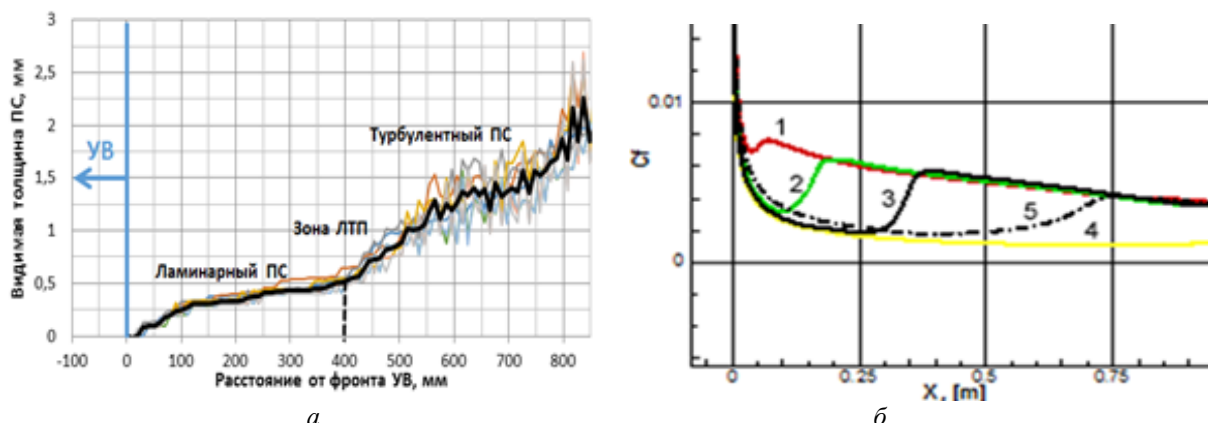 Видимая толщина ПС, мм
3
2,5
2
1,5
1
0,5
0
УВ
Турбулентный ПС
Зона ЛТП
Ламинарный ПС
-100 0 100 200 300 400 500 600 700 800
Расстояние от фронта УВ, мм
а
Cf
0.01
0
1
2
3
5
4
0 0.25 0.5 0.75
X, [m]
б